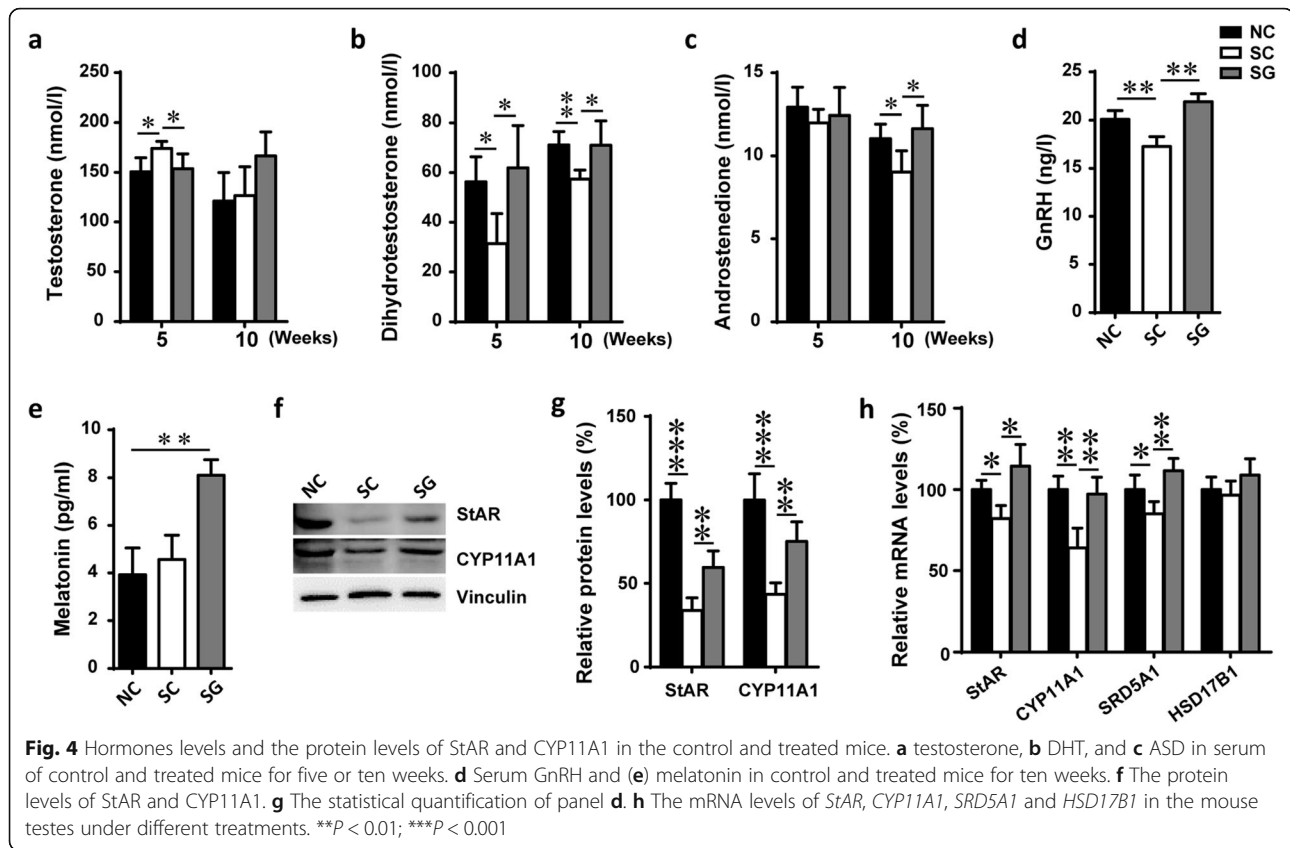 a
b
c
d
NC
SC
SG
Testosterone (nmol/l)
250
200
150
100
50
0
* *
5 10 (Weeks)
Dihydrotestosterone (nmol/l)
100
80
60
40
20
0
* * ** *
5 10 (Weeks)
Androstenedione (nmol/l)
15
10
5
0
* *
5 10 (Weeks)
GnRH (ng/l)
25
20
15
10
5
0
** **
NC SC SG
e
f
g
h
Melatonin (pg/ml)
10
8
6
4
2
0
**
NC SC SG
NC SC SG
StAR
CYP11A1
Vinculin
Relative protein levels (%)
150
100
50
0
*** ** *** **
StAR CYP11A1
Relative mRNA levels (%)
150
100
50
0
* * ** ** * **
StAR CYP11A1 SRD5A1 HSD17B1
Fig. 4 Hormones levels and the protein levels of StAR and CYP11A1 in the control and treated mice. a testosterone, b DHT, and c ASD in serum
of control and treated mice for five or ten weeks. d Serum GnRH and (e) melatonin in control and treated mice for ten weeks. f The protein
levels of StAR and CYP11A1. g The statistical quantification of panel d. h The mRNA levels of StAR, CYP11A1, SRD5A1 and HSD17B1 in the mouse
testes under different treatments. **P < 0.01; ***P < 0.001